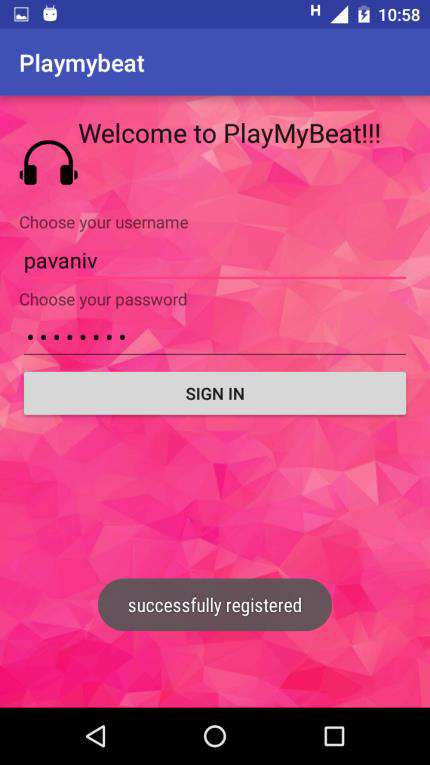 H 10:58
Playmybeat
Welcome to PlayMyBeat!!!
Choose your username
pavaniv
Choose your password
••••••••
SIGN IN
successfully registered